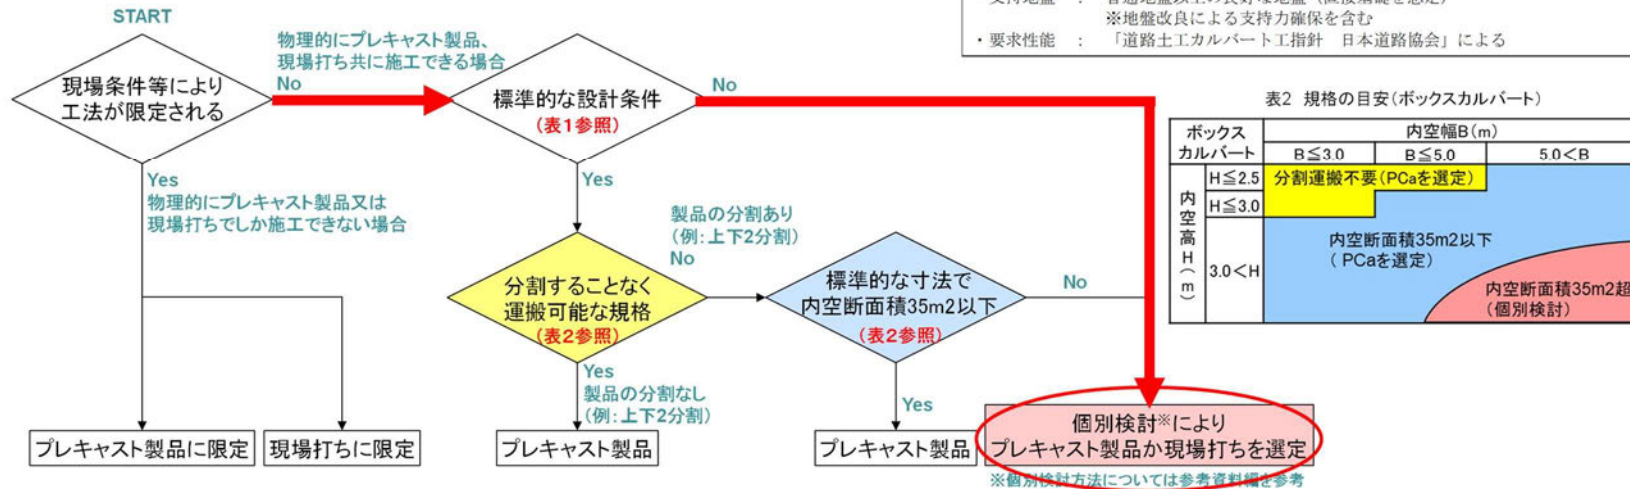 START
現場条件等により
工法が限定される
物理的にプレキャスト製品、
現場打ち共に施工できる場合
No
標準的な設計条件
(表1参照)
No
※地盤改良による支持力確保を含む
・要求性能 : 「道路土工カルバート工指針 日本道路協会」による
表2 規格の目安(ボックスカルバート)
ボックス
カルバート
内空幅B(m)
B≦3.0
B≦5.0
5.0<B
内空高H(m)
H≦2.5
H≦3.0
3.0<H
分割運搬不要(PCaを選定)
内空断面積35m2以下
(PCaを選定)
内空断面積35m2超
(個別検討)
Yes
物理的にプレキャスト製品又は
現場打ちでしか施工できない場合
Yes
製品の分割あり
(例:上下2分割)
No
分割することなく
運搬可能な規格
(表2参照)
標準的な寸法で
内空断面積35m2以下
(表2参照)
No
Yes
製品の分割なし
(例:上下2分割)
Yes
プレキャスト製品に限定
現場打ちに限定
プレキャスト製品
プレキャスト製品
個別検討※により
プレキャスト製品か現場打ちを選定
※個別検討方法については参考資料編を参考